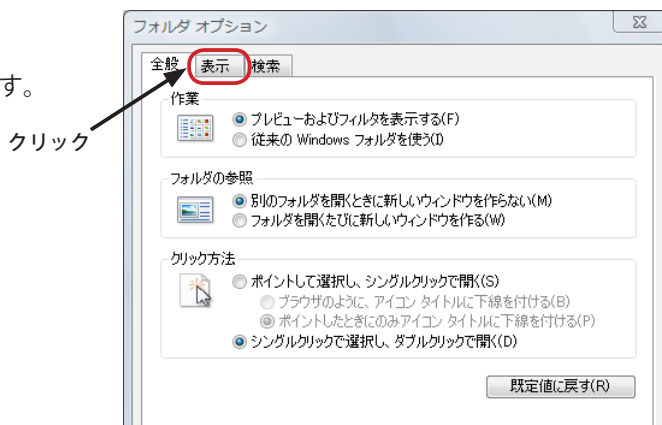 フォルダ オプション
全般 表示 検索
す。
クリック
作業
プレビューおよびフィルタを表示する(F)
従来の Windows フォルダを使う(I)
フォルダの参照
別のフォルダを開くときに新しいウィンドウを作らない(M)
フォルダを開くたびに新しいウィンドウを作る(W)
クリック方法
ポイントして選択し、シングルクリックで開く(S)
ブラウザのように、アイコン タイトルに下線を付ける(B)
ポイントしたときにのみアイコン タイトルに下線を付ける(P)
シングルクリックで選択し、ダブルクリックで開く(D)
既定値に戻す(R)